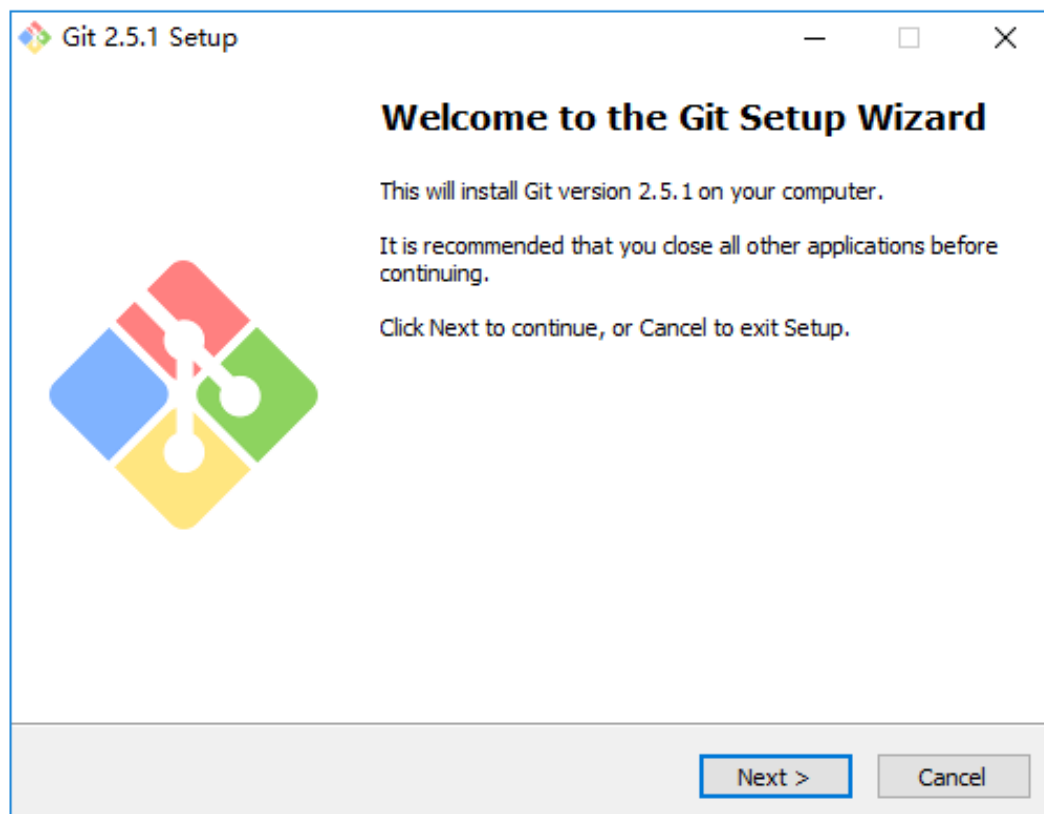 Git 2.5.1 Setup
Welcome to the Git Setup Wizard
This will install Git version 2.5.1 on your computer.
It is recommended that you close all other applications before
continuing.
Click Next to continue, or Cancel to exit Setup.
Next >
Cancel